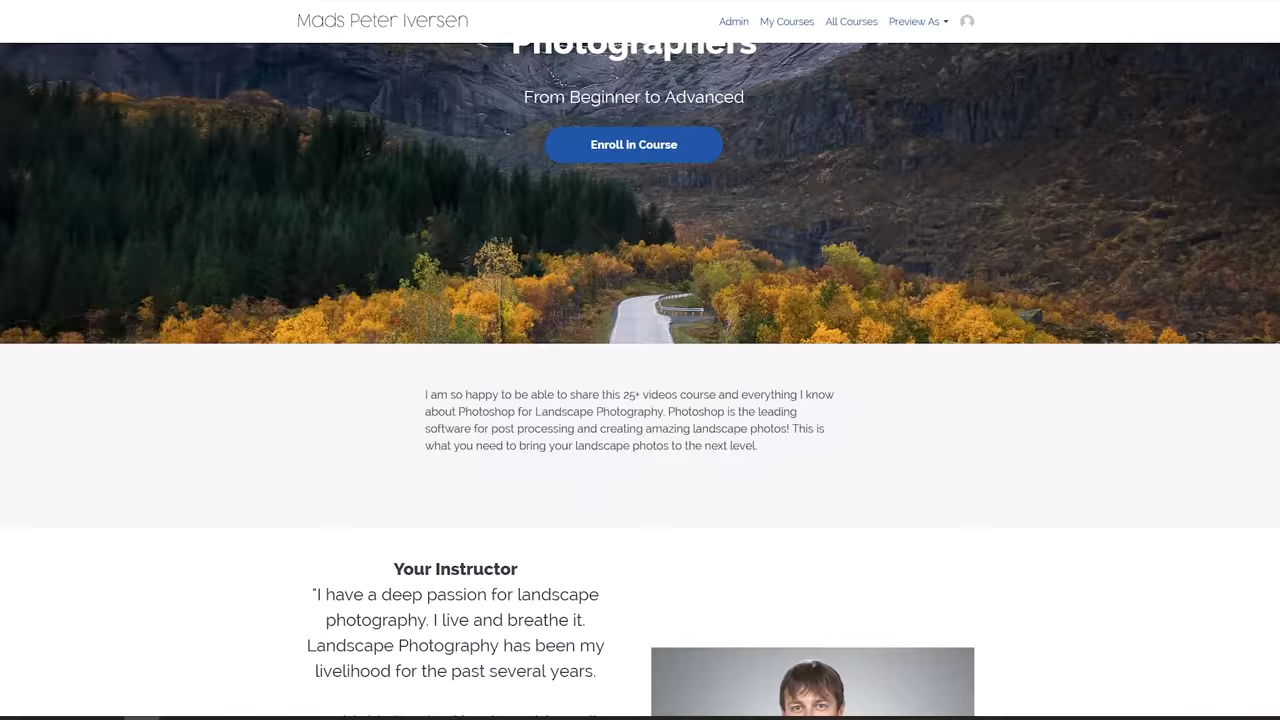 Mads Peter Iversen
Admin My Courses All Courses Preview As
Photographers
From Beginner to Advanced
Enroll in Course
I am so happy to be able to share this 25+ videos course and everything I know
about Photoshop for Landscape Photography. Photoshop is the leading
software for post processing and creating amazing landscape photos! This is
what you need to bring your landscape photos to the next level.
Your Instructor
"I have a deep passion for landscape
photography. I live and breathe it.
Landscape Photography has been my
livelihood for the past several years.